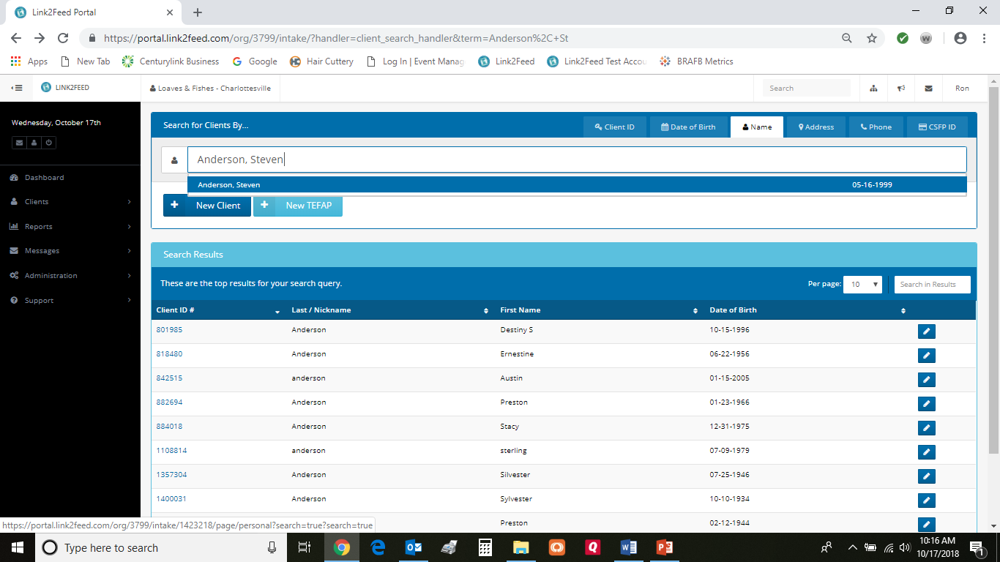 Link2Feed Portal
https://portal.link2feed.com/org/3799/intake/?handler=client_search_handler&term=Anderson%2C+St
Apps New Tab Centurylink Business Google Hair Cuttery Log In | Event Manag Link2Feed Link2Feed Test Accou BRAFB Metrics
LINK2FEED Loaves & Fishes - Charlottesville Search Ron
Wednesday, October 17th
Dashboard
Clients
Reports
Messages
Administration
Support
Search for Clients By... Client ID Date of Birth Name Address Phone CSFP ID
Anderson, Steven
Anderson, Steven 05-16-1999
+ New Client + New TEFAP
Search Results
These are the top results for your search query. Per page: 10 Search in Results
Client ID # Last / Nickname First Name Date of Birth
801985 Anderson Destiny S 10-15-1996
818480 Anderson Ernestine 06-22-1956
842515 anderson Austin 01-15-2005
882694 Anderson Preston 01-23-1966
884018 Anderson Stacy 12-31-1975
1108814 anderson sterling 07-09-1979
1357304 Anderson Silvester 07-25-1946
1400031 Anderson Sylvester 10-10-1934
Preston 02-12-1944
https://portal.link2feed.com/org/3799/intake/1423218/page/personal?search=true?search=true
Type here to search
10:16 AM
10/17/2018
1